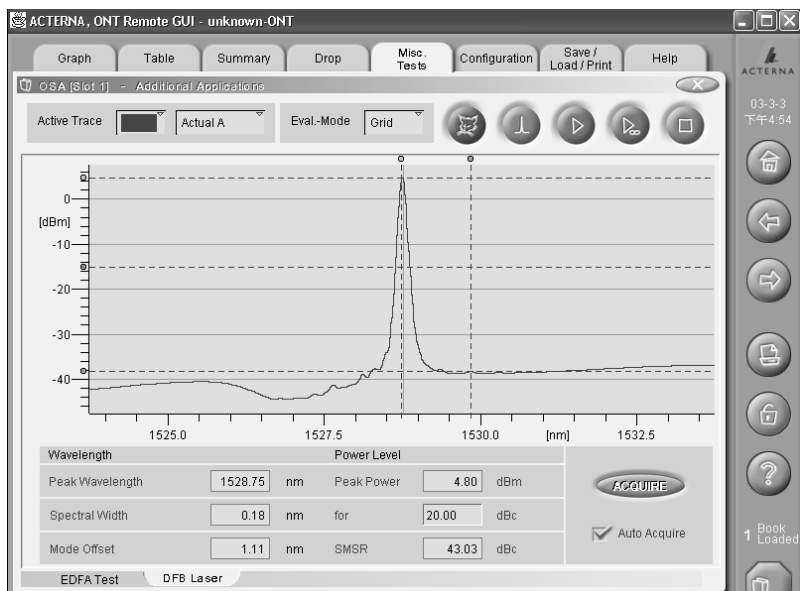 ACTERNA, ONT Remote GUI - unknown-ONT
Graph Table Summary Drop Misc. Tests Configuration Save / Load / Print Help
ACTERNA
OSA [Slot 1] - Additional Applications
03-3-3
下午4:54
Active Trace Actual A Eval.-Mode Grid
0
[dBm]
-10
-20
-30
-40
1525.0 1527.5 1530.0 [nm] 1532.5
Wavelength Power Level
Peak Wavelength 1528.75 nm Peak Power 4.80 dBm
ACQUIRE
Spectral Width 0.18 nm for 20.00 dBc
Auto Acquire
Mode Offset 1.11 nm SMSR 43.03 dBc
1 Book Loaded
EDFA Test DFB Laser